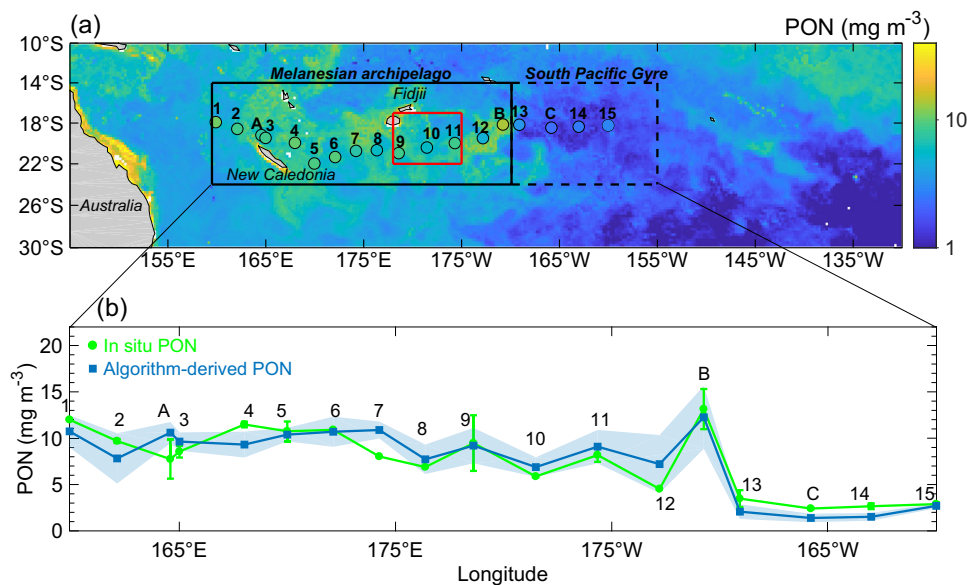 (a)
PON (mg m⁻³)
10°S
14°S
18°S
22°S
26°S
30°S
Melanesian archipelago
South Pacific Gyre
Fidjii
New Caledonia
Australia
1 2 A 3 4 5 6 7 8 9 10 11 12 B 13 C 14 15
155°E 165°E 175°E 175°W 165°W 155°W 145°W 135°W
10
1
(b)
In situ PON
Algorithm-derived PON
PON (mg m⁻³)
20
15
10
5
0
1 2 A 3 4 5 6 7 8 9 10 11 12 B 13 C 14 15
165°E 175°E 175°W 165°W
Longitude